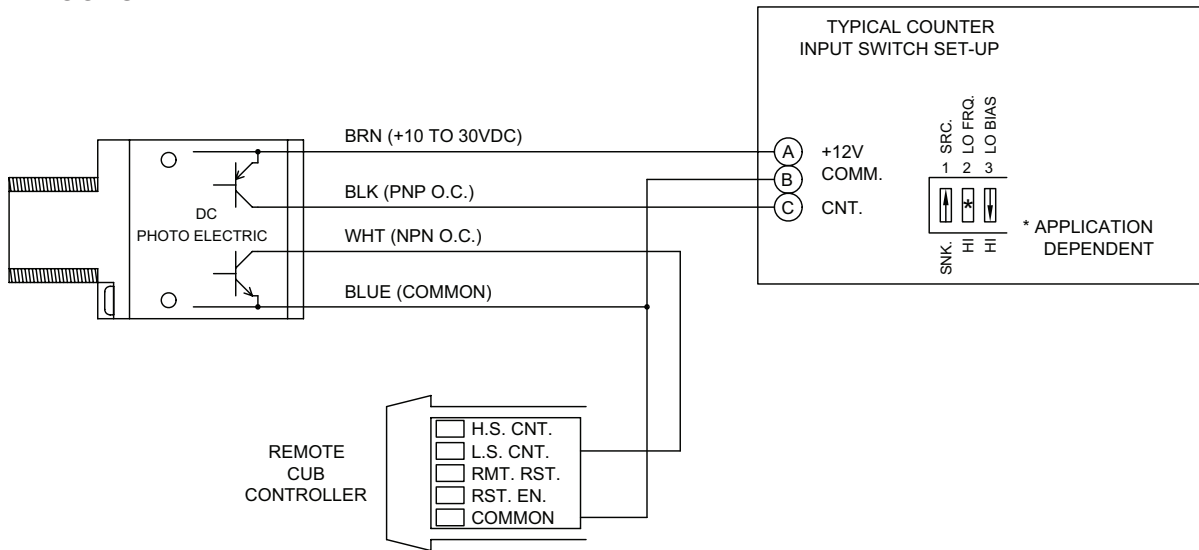 TYPICAL COUNTER
INPUT SWITCH SET-UP
BRN (+10 TO 30VDC)
BLK (PNP O.C.)
WHT (NPN O.C.)
BLUE (COMMON)
DC
PHOTO ELECTRIC
A +12V
B COMM.
C CNT.
SRC.
LO FRQ.
LO BIAS
1 2 3
*
SNK.
HI
HI
* APPLICATION
DEPENDENT
REMOTE
CUB
CONTROLLER
H.S. CNT.
L.S. CNT.
RMT. RST.
RST. EN.
COMMON